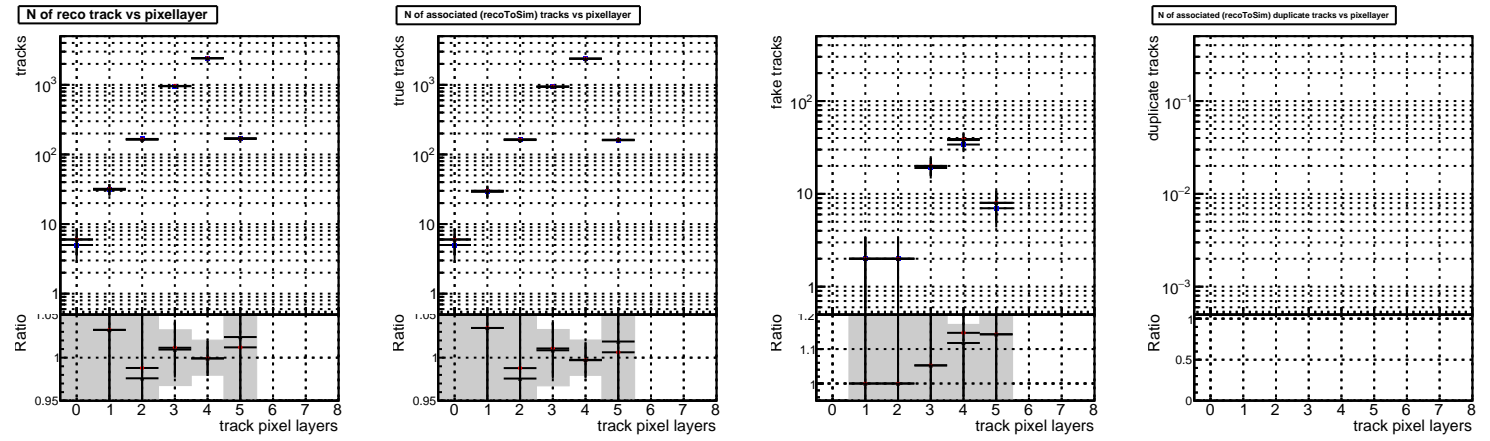 N of reco track vs pixellayer
tracks
10³
10²
10
1
Ratio
1.05
1
0.95
0 1 2 3 4 5 6 7 8
track pixel layers
N of associated (recoToSim) tracks vs pixellayer
true tracks
10³
10²
10
1
Ratio
1.05
1
0.95
0 1 2 3 4 5 6 7 8
track pixel layers
fake tracks
10²
10
1
Ratio
1.2
1.1
1
0 1 2 3 4 5 6 7 8
track pixel layers
N of associated (recoToSim) duplicate tracks vs pixellayer
duplicate tracks
10⁻¹
10⁻²
10⁻³
Ratio
1
0.5
0
0 1 2 3 4 5 6 7 8
track pixel layers